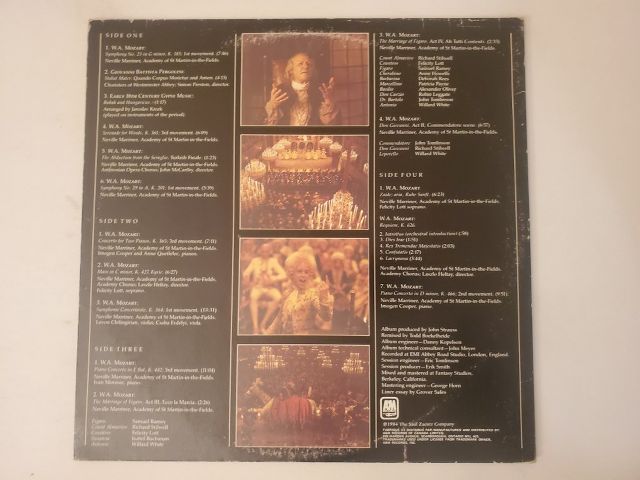 SIDE ONE
1. W.A. MOZART:
Symphony No. 25 in G minor, K. 183; 1st movement. (7:46)
Neville Marriner, Academy of St Martin-in-the-Fields.
2. GIOVANNI BATTISTA PERGOLESI:
Stabat Mater: Quando Corpus Morietur and Amen. (4:15)
Choristers of Westminster Abbey; Simon Preston, director.
3. EARLY 18TH CENTURY GYPSY MUSIC:
Bubak and Hungaricus. (1:17)
Arranged by Jaroslav Krcek
(played on instruments of the period).
4. W.A. MOZART:
Serenade for Winds, K. 361; 3rd movement. (6:09)
Neville Marriner, Academy of St Martin-in-the-Fields.
5. W.A. MOZART:
The Abduction from the Seraglio, Turkish Finale. (1:23)
Neville Marriner, Academy of St Martin-in-the-Fields.
Ambrosian Opera Chorus; John McCarthy, director.
6. W.A. MOZART:
Symphony No. 29 in A, K. 201; 1st movement. (5:39)
Neville Marriner, Academy of St Martin-in-the-Fields.
SIDE TWO
1. W.A. MOZART:
Concerto for Two Pianos, K. 365; 3rd movement. (7:11)
Neville Marriner, Academy of St Martin-in-the-Fields.
Imogen Cooper and Anne Queffélec, pianos.
2. W.A. MOZART:
Mass in C minor, K. 427, Kyrie. (6:27)
Neville Marriner, Academy of St Martin-in-the-Fields,
Academy Chorus; Laszlo Heltay, director.
Felicity Lott, soprano.
3. W.A. MOZART:
Symphonie Concertante, K. 364; 1st movement. (13:31)
Neville Marriner, Academy of St Martin-in-the-Fields.
Levon Chilingirian, violin; Csaba Erdelyi, viola.
SIDE THREE
1. W.A. MOZART:
Piano Concerto in E flat, K. 482; 3rd movement. (11:01)
Neville Marriner, Academy of St Martin-in-the-Fields.
Ivan Moravec, piano.
2. W.A. MOZART:
The Marriage of Figaro, Act III, Ecco la Marcia. (2:26)
Neville Marriner, Academy of St Martin-in-the-Fields.
Figaro Samuel Ramey
Count Almaviva Richard Stilwell
Countess Felicity Lott
Susanna Isobel Buchanan
Antonio Willard White
3. W.A. MOZART:
The Marriage of Figaro, Act IV, Ah Tutti Contenti. (2:55)
Neville Marriner, Academy of St Martin-in-the-Fields.
Count Almaviva Richard Stilwell
Countess Felicity Lott
Figaro Samuel Ramey
Cherubino Anne Howells
Barbarina Deborah Rees
Marcellina Patricia Payne
Basilio Alexander Oliver
Don Curzio Robin Leggate
Dr. Bartolo John Tomlinson
Antonio Willard White
4. W.A. MOZART:
Don Giovanni, Act II, Commendatore scene. (6:57)
Neville Marriner, Academy of St Martin-in-the-Fields.
Commendatore John Tomlinson
Don Giovanni Richard Stilwell
Leporello Willard White
SIDE FOUR
1. W.A. MOZART
Zaide; aria, Ruhe Sanft. (6:23)
Neville Marriner, Academy of St Martin-in-the-Fields,
Felicity Lott soprano.
W.A. MOZART:
Requiem, K. 626.
2. Introitus (orchestral introduction) (:58)
3. Dies Irae (1:51)
4. Rex Tremendae Majestatis (2:03)
5. Confutatis (2:17)
6. Lacrymosa (3:44)
Neville Marriner, Academy of St Martin-in-the-Fields;
Academy Chorus; Laszlo Heltay, director.
7. W.A. MOZART:
Piano Concerto in D minor, K. 466; 2nd movement. (9:51)
Neville Marriner, Academy of St Martin-in-the-Fields.
Imogen Cooper, piano.
Album produced by John Strauss
Remixed by Todd Boekelheide
Album engineer—Danny Kopelson
Album technical consultant—John Meyer
Recorded at EMI Abbey Road Studio, London, England.
Session engineer—Eric Tomlinson
Session producer—Erik Smith
Mixed and mastered at Fantasy Studios,
Berkeley, California.
Mastering engineer—George Horn
Liner essay by Grover Sales
A&M
℗1984 The Saul Zaentz Company